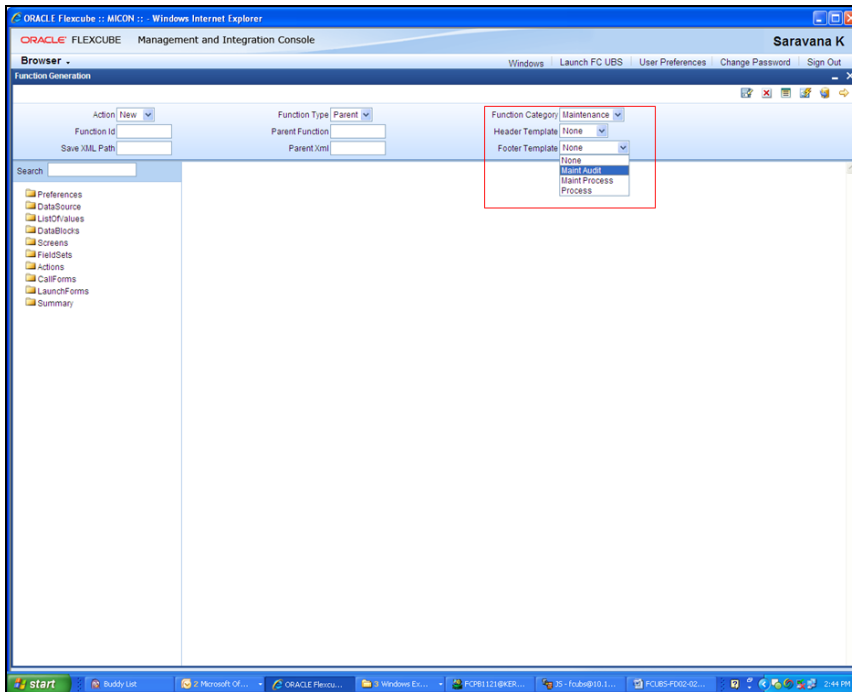 ORACLE Flexcube :: MICON :: - Windows Internet Explorer
ORACLE FLEXCUBE Management and Integration Console Saravana K
Browser Windows Launch FC UBS User Preferences Change Password Sign Out
Function Generation
Action New Function Type Parent Function Category Maintenance
Function Id Parent Function Header Template None
Save XML Path Parent Xml Footer Template None
None
Maint Audit
Maint Process
Process
Search
Preferences
DataSource
ListOfValues
DataBlocks
Screens
FieldSets
Actions
CallForms
LaunchForms
Summary
start Buddy List 2 Microsoft Of... ORACLE Flexcu... 3 Windows Ex... FCPB1121@KER... JS - fcubs@10.1... FCUBS-FD02-02... 2:44 PM